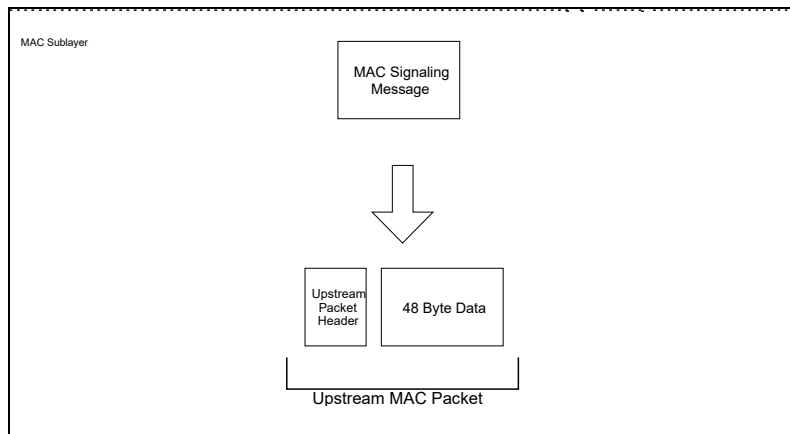 MAC Sublayer
MAC Signaling
Message
Upstream
Packet
Header
48 Byte Data
Upstream MAC Packet